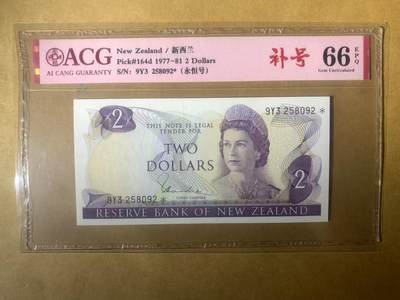 ACG
AI CANG GUARANTY
New Zealand / 新西兰
Pick#164d 1977-81 2 Dollars
S/N: 9Y3 258092* (永恒号)
补号
66 EPQ
Gem Uncirculated
$2
THIS NOTE IS LEGAL
TENDER FOR
TWO
DOLLARS
9Y3 258092 *
9Y3 258092 *
$2
RESERVE BANK OF NEW ZEALAND